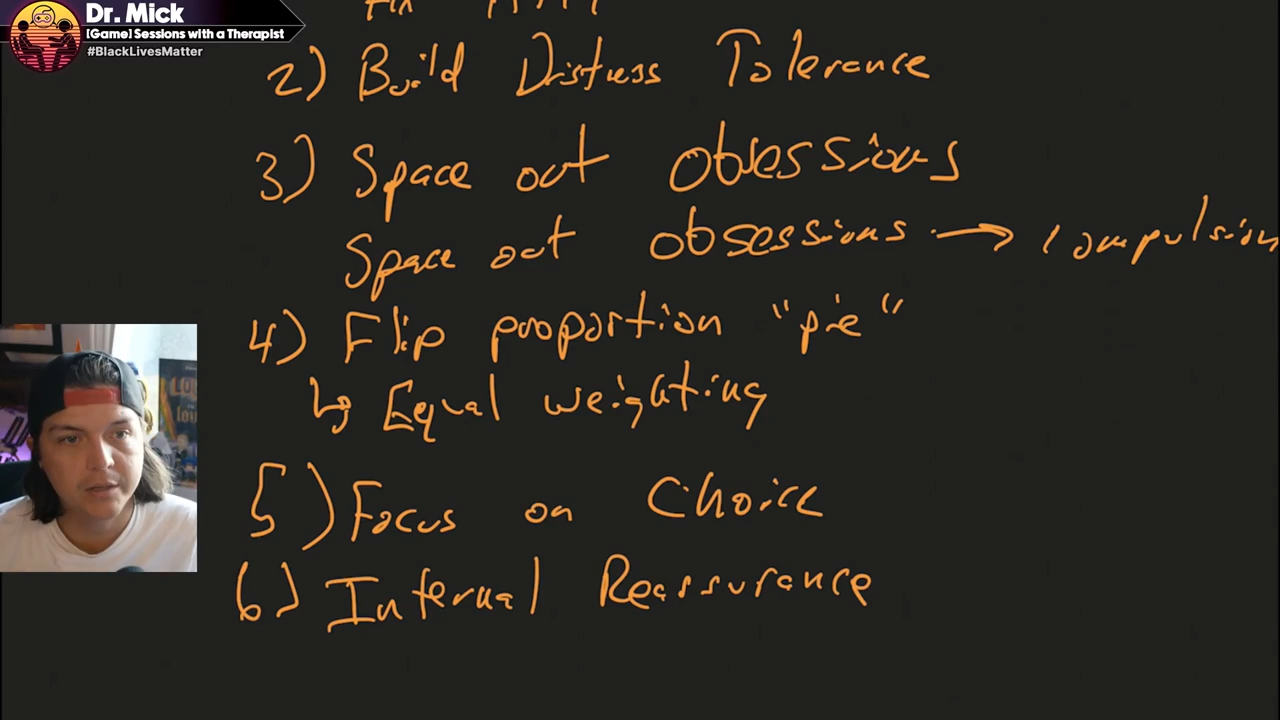 Dr. Mick
[Game] Sessions with a Therapist
#BlackLivesMatter
2) Build Distress Tolerance
3) Space out obsessions
Space out obsessions → compulsion
4) Flip proportion "pie"
↳ Equal weighting
5) Focus on Choice
6) Internal Reassurance